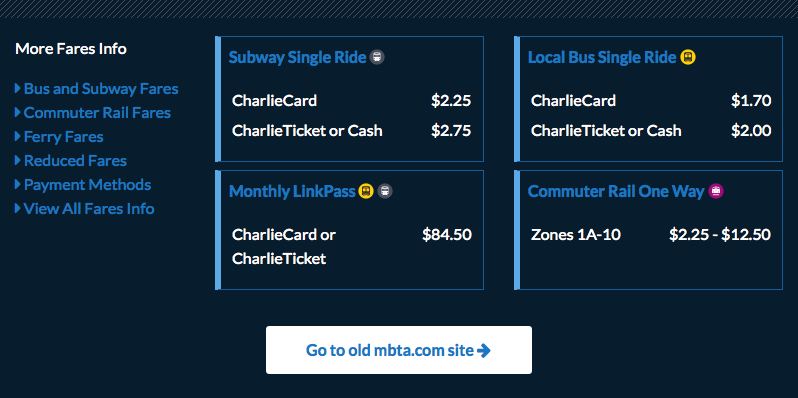 More Fares Info
Bus and Subway Fares
Commuter Rail Fares
Ferry Fares
Reduced Fares
Payment Methods
View All Fares Info
Subway Single Ride
CharlieCard $2.25
CharlieTicket or Cash $2.75
Local Bus Single Ride
CharlieCard $1.70
CharlieTicket or Cash $2.00
Monthly LinkPass
CharlieCard or $84.50
CharlieTicket
Commuter Rail One Way
Zones 1A-10 $2.25 - $12.50
Go to old mbta.com site